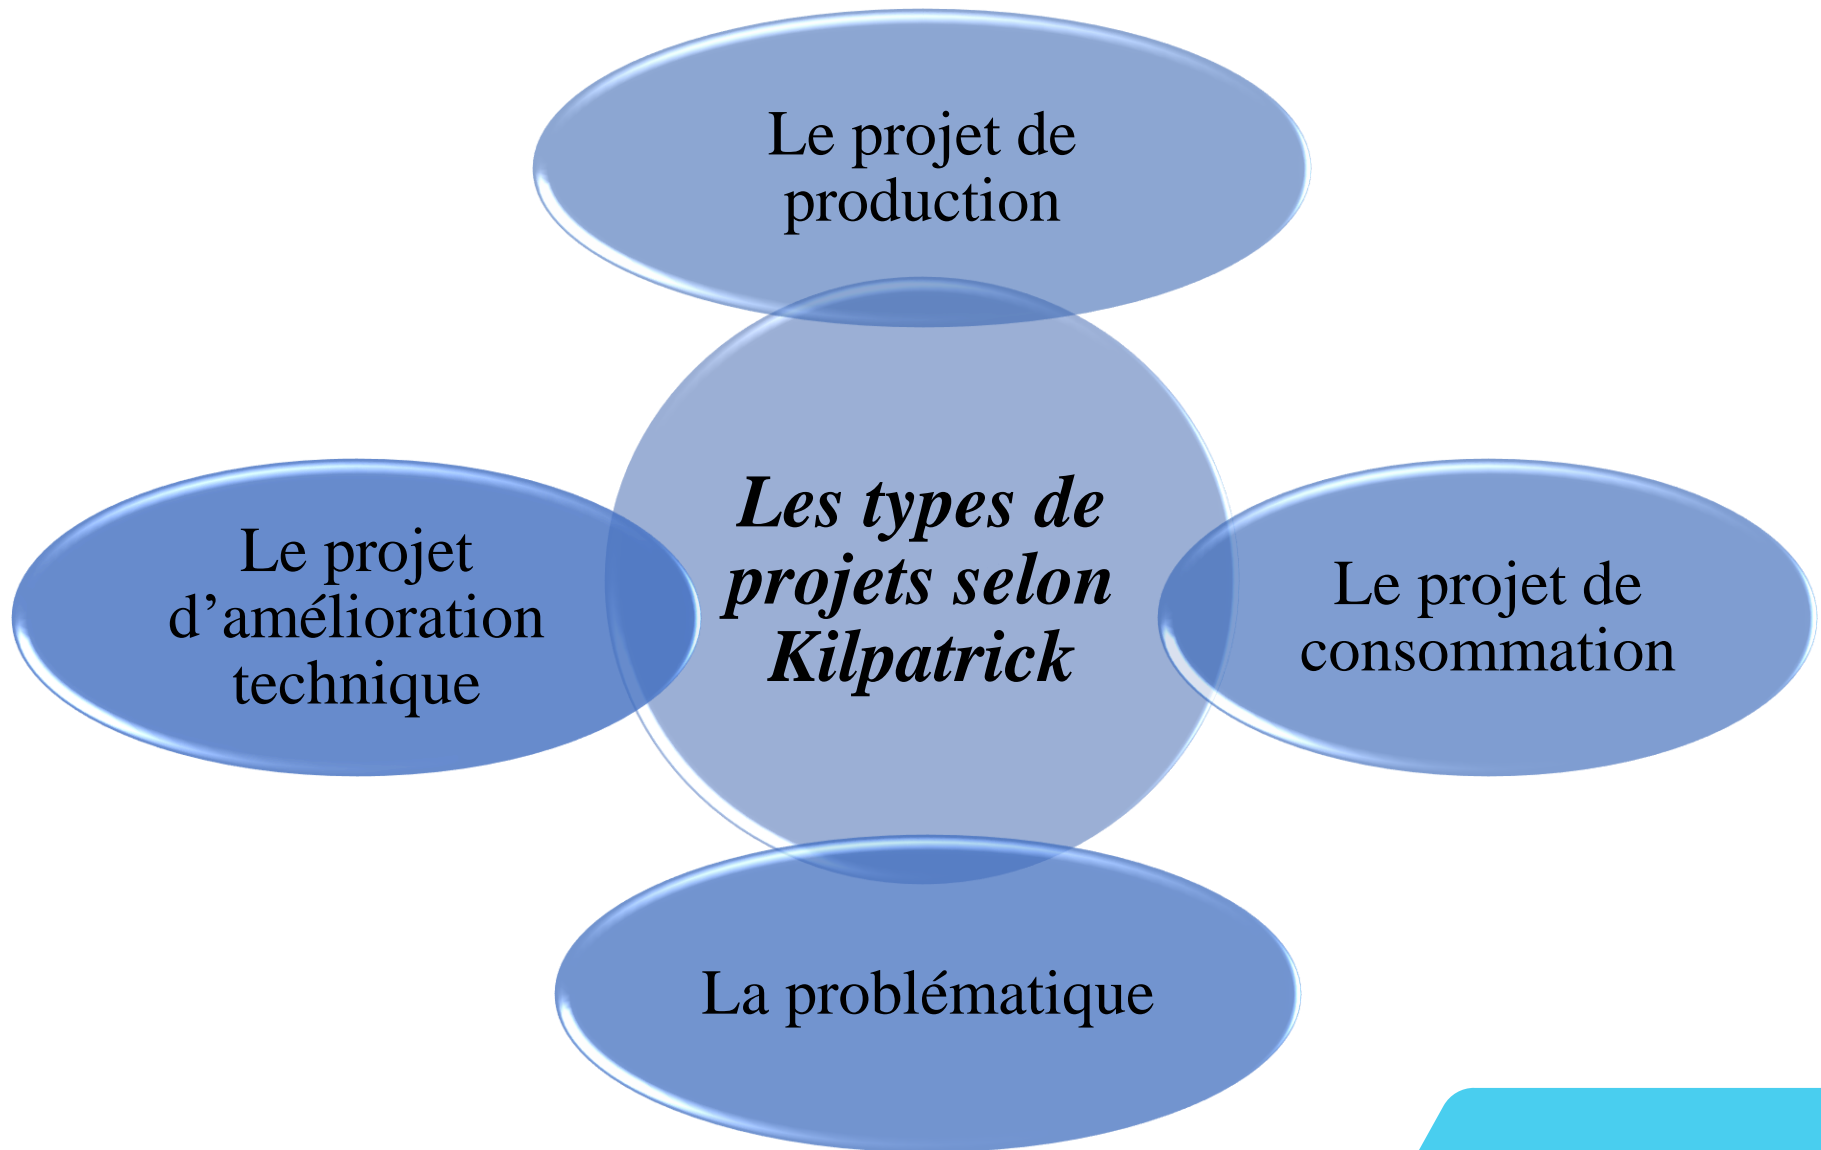 Le projet de
production
Les types de
projets selon
Kilpatrick
Le projet
d’amélioration
technique
Le projet de
consommation
La problématique